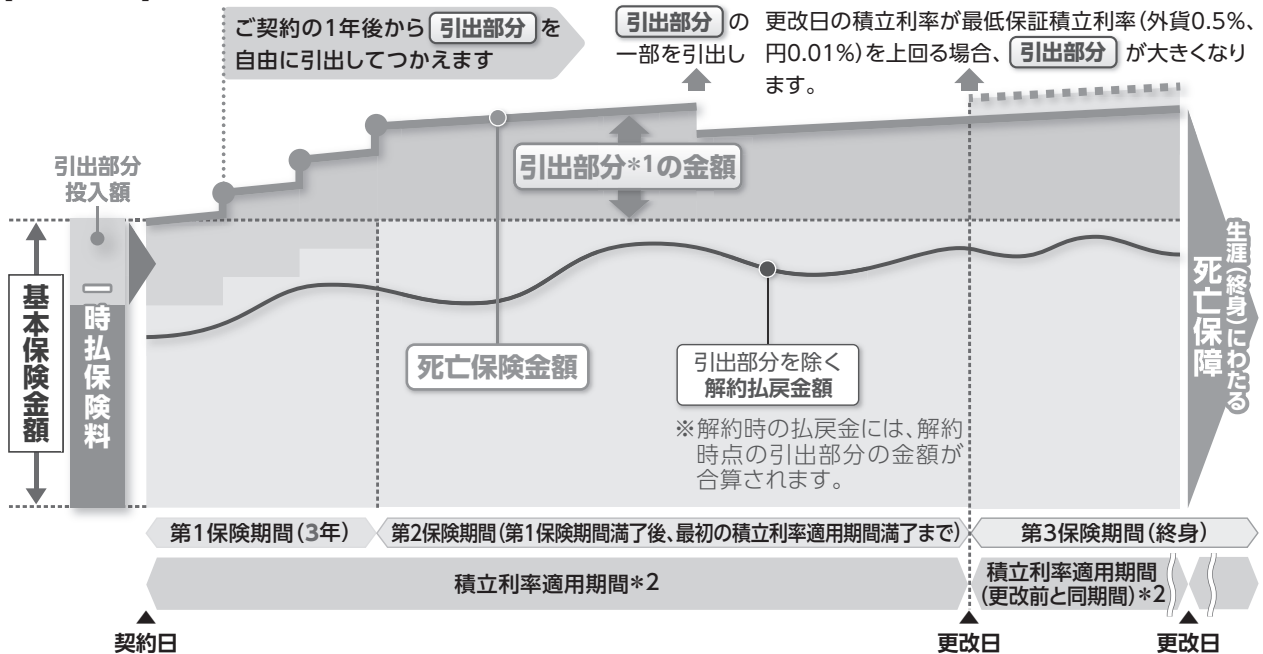 ご契約の1年後から 引出部分 を
自由に引出してつかえます
引出部分 の
一部を引出し
更改日の積立利率が最低保証積立利率(外貨0.5%、
円0.01%)を上回る場合、 引出部分 が大きくなり
ます。
引出部分
投入額
引出部分*1の金額
基本保険金額
一時払保険料
死亡保険金額
引出部分を除く
解約払戻金額
※解約時の払戻金には、解約
時点の引出部分の金額が
合算されます。
生涯(終身)にわたる
死亡保障
第1保険期間(3年)
第2保険期間(第1保険期間満了後、最初の積立利率適用期間満了まで)
第3保険期間(終身)
積立利率適用期間*2
積立利率適用期間
(更改前と同期間)*2
契約日
更改日
更改日